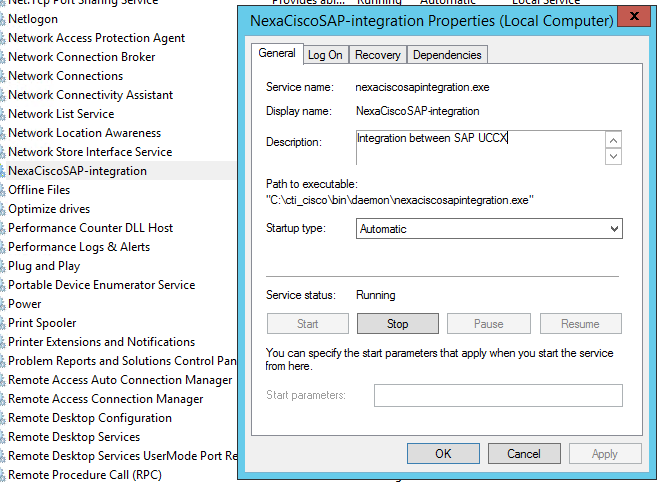 Net.Tcp Port Sharing Service Provides abil... Running Automatic Local Service
Netlogon
Network Access Protection Agent
Network Connection Broker
Network Connections
Network Connectivity Assistant
Network List Service
Network Location Awareness
Network Store Interface Service
NexaCiscoSAP-integration
Offline Files
Optimize drives
Performance Counter DLL Host
Performance Logs & Alerts
Plug and Play
Portable Device Enumerator Service
Power
Print Spooler
Printer Extensions and Notifications
Problem Reports and Solutions Control Pan
Remote Access Auto Connection Manager
Remote Access Connection Manager
Remote Desktop Configuration
Remote Desktop Services
Remote Desktop Services UserMode Port Re
Remote Procedure Call (RPC)
NexaCiscoSAP-integration Properties (Local Computer)
x
General Log On Recovery Dependencies
Service name: nexaciscosapintegration.exe
Display name: NexaCiscoSAP-integration
Description: Integration between SAP UCCX
Path to executable:
"C:\cti_cisco\bin\daemon\nexaciscosapintegration.exe"
Startup type: Automatic
Service status: Running
Start Stop Pause Resume
You can specify the start parameters that apply when you start the service
from here.
Start parameters:
OK Cancel Apply